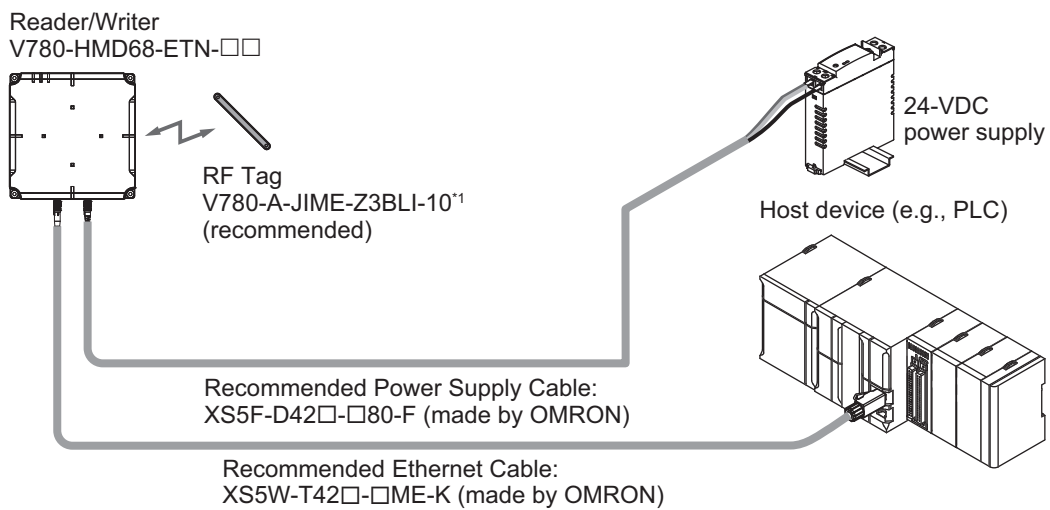 Reader/Writer
V780-HMD68-ETN-□□
RF Tag
V780-A-JIME-Z3BLI-10*1
(recommended)
24-VDC
power supply
Host device (e.g., PLC)
Recommended Power Supply Cable:
XS5F-D42□-□80-F (made by OMRON)
Recommended Ethernet Cable:
XS5W-T42□-□ME-K (made by OMRON)